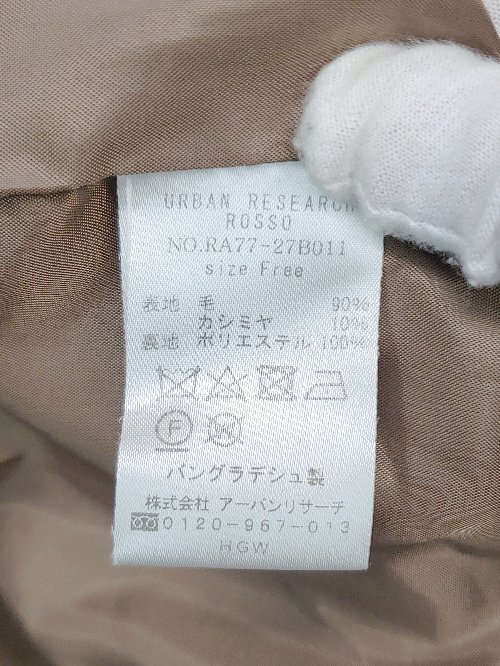 URBAN RESEARCH
ROSSO
NO.RA77-27B011
size Free
表地 毛 90%
カシミヤ 10%
裏地 ポリエステル 100%
F
バングラデシュ製
株式会社 アーバンリサーチ
0120-967-013
HGW